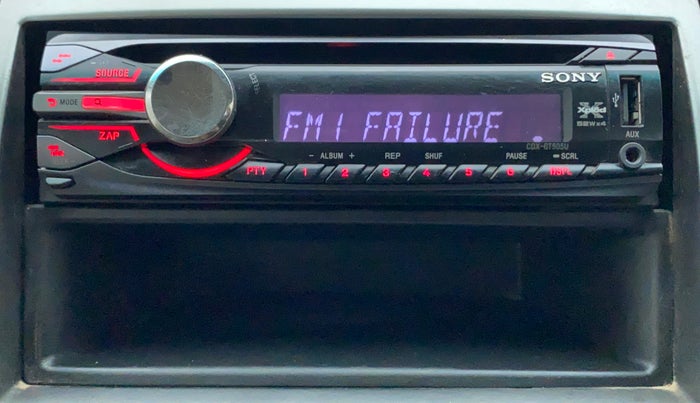 SOURCE
MODE
ZAP
PUSH
SONY
FM1 FAILURE .
Xplod
52W×4
AUX
CDX-GT505U
- ALBUM + REP SHUF PAUSE SCRL
PTY 1 2 3 4 5 6 DSPL